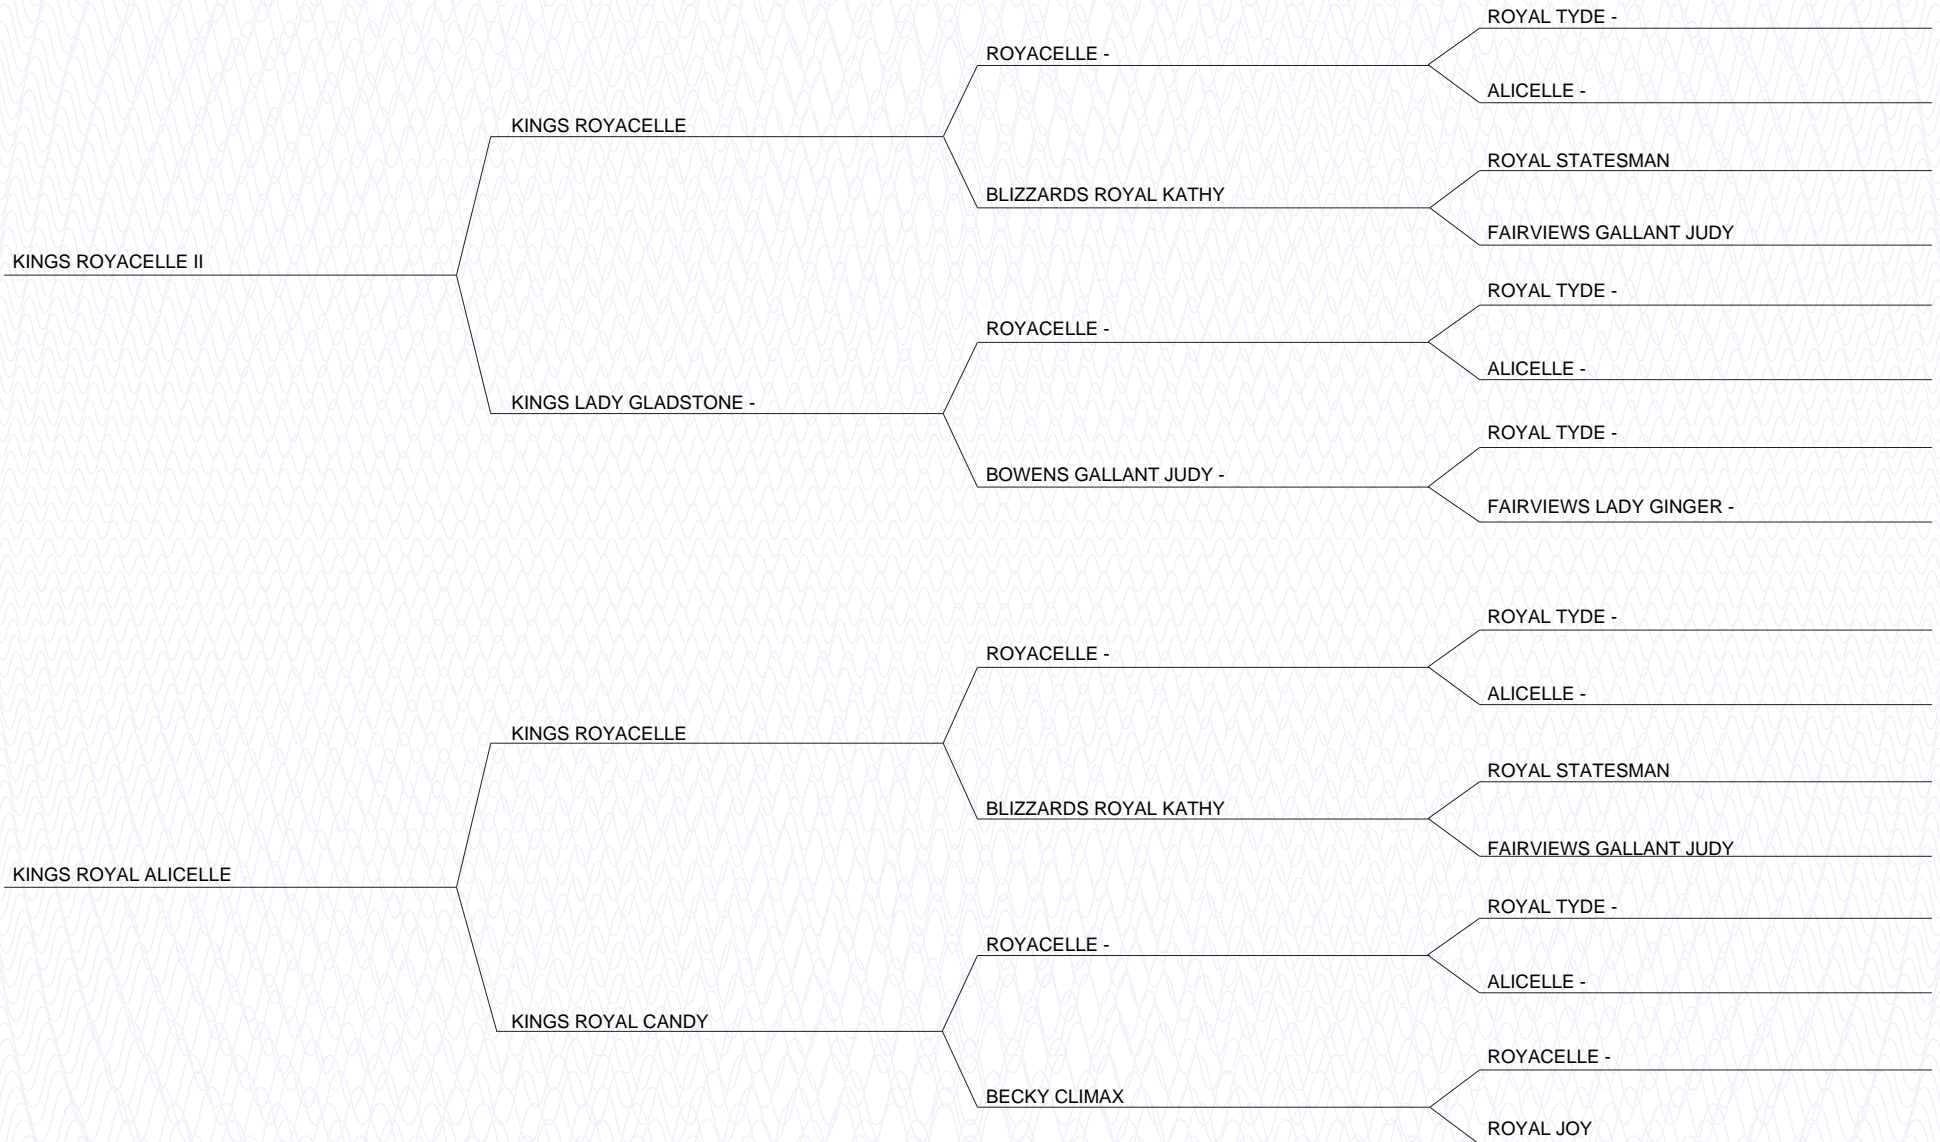 ROYAL TYDE -
ROYACELLE -
ALICELLE -
KINGS ROYACELLE
ROYAL STATESMAN
BLIZZARDS ROYAL KATHY
FAIRVIEWS GALLANT JUDY
KINGS ROYACELLE II
ROYAL TYDE -
ROYACELLE -
ALICELLE -
KINGS LADY GLADSTONE -
ROYAL TYDE -
BOWENS GALLANT JUDY -
FAIRVIEWS LADY GINGER -
ROYAL TYDE -
ROYACELLE -
ALICELLE -
KINGS ROYACELLE
ROYAL STATESMAN
BLIZZARDS ROYAL KATHY
FAIRVIEWS GALLANT JUDY
KINGS ROYAL ALICELLE
ROYAL TYDE -
ROYACELLE -
ALICELLE -
KINGS ROYAL CANDY
ROYACELLE -
BECKY CLIMAX
ROYAL JOY